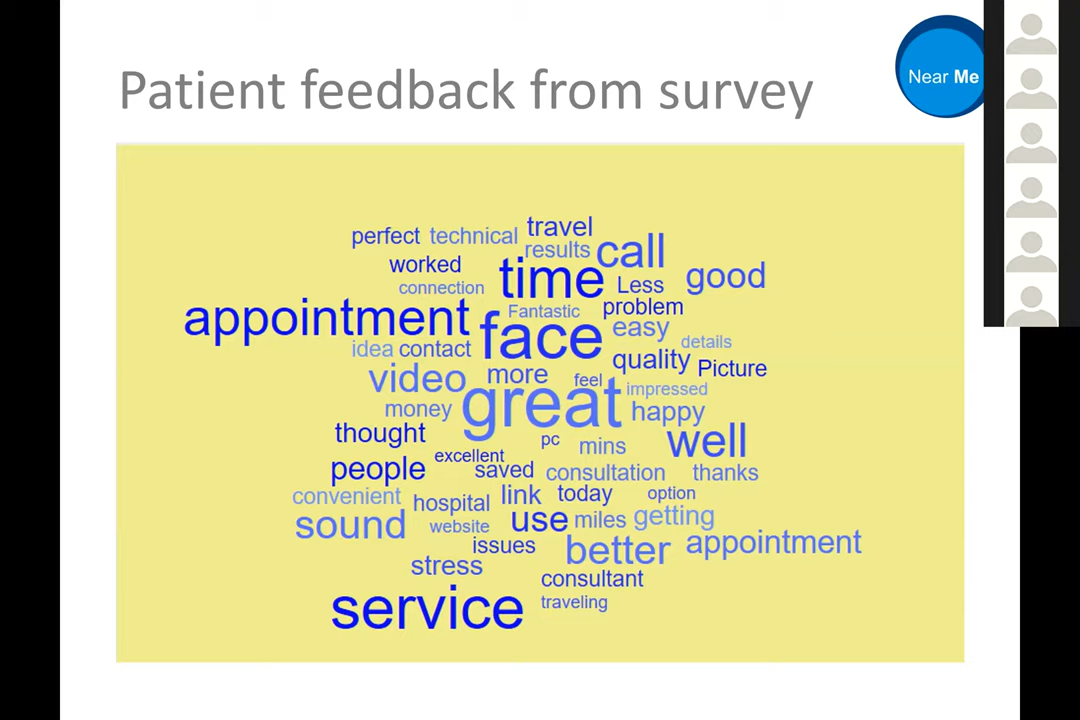 Patient feedback from survey
Near Me
perfect technical travel
results call
worked time Less good
connection
appointment Fantastic problem
face easy
idea contact details
quality Picture
video more feel
great impressed
money happy
thought pc mins well
people excellent
saved consultation thanks
convenient hospital link today option
sound website use miles getting
issues better appointment
stress consultant
service traveling